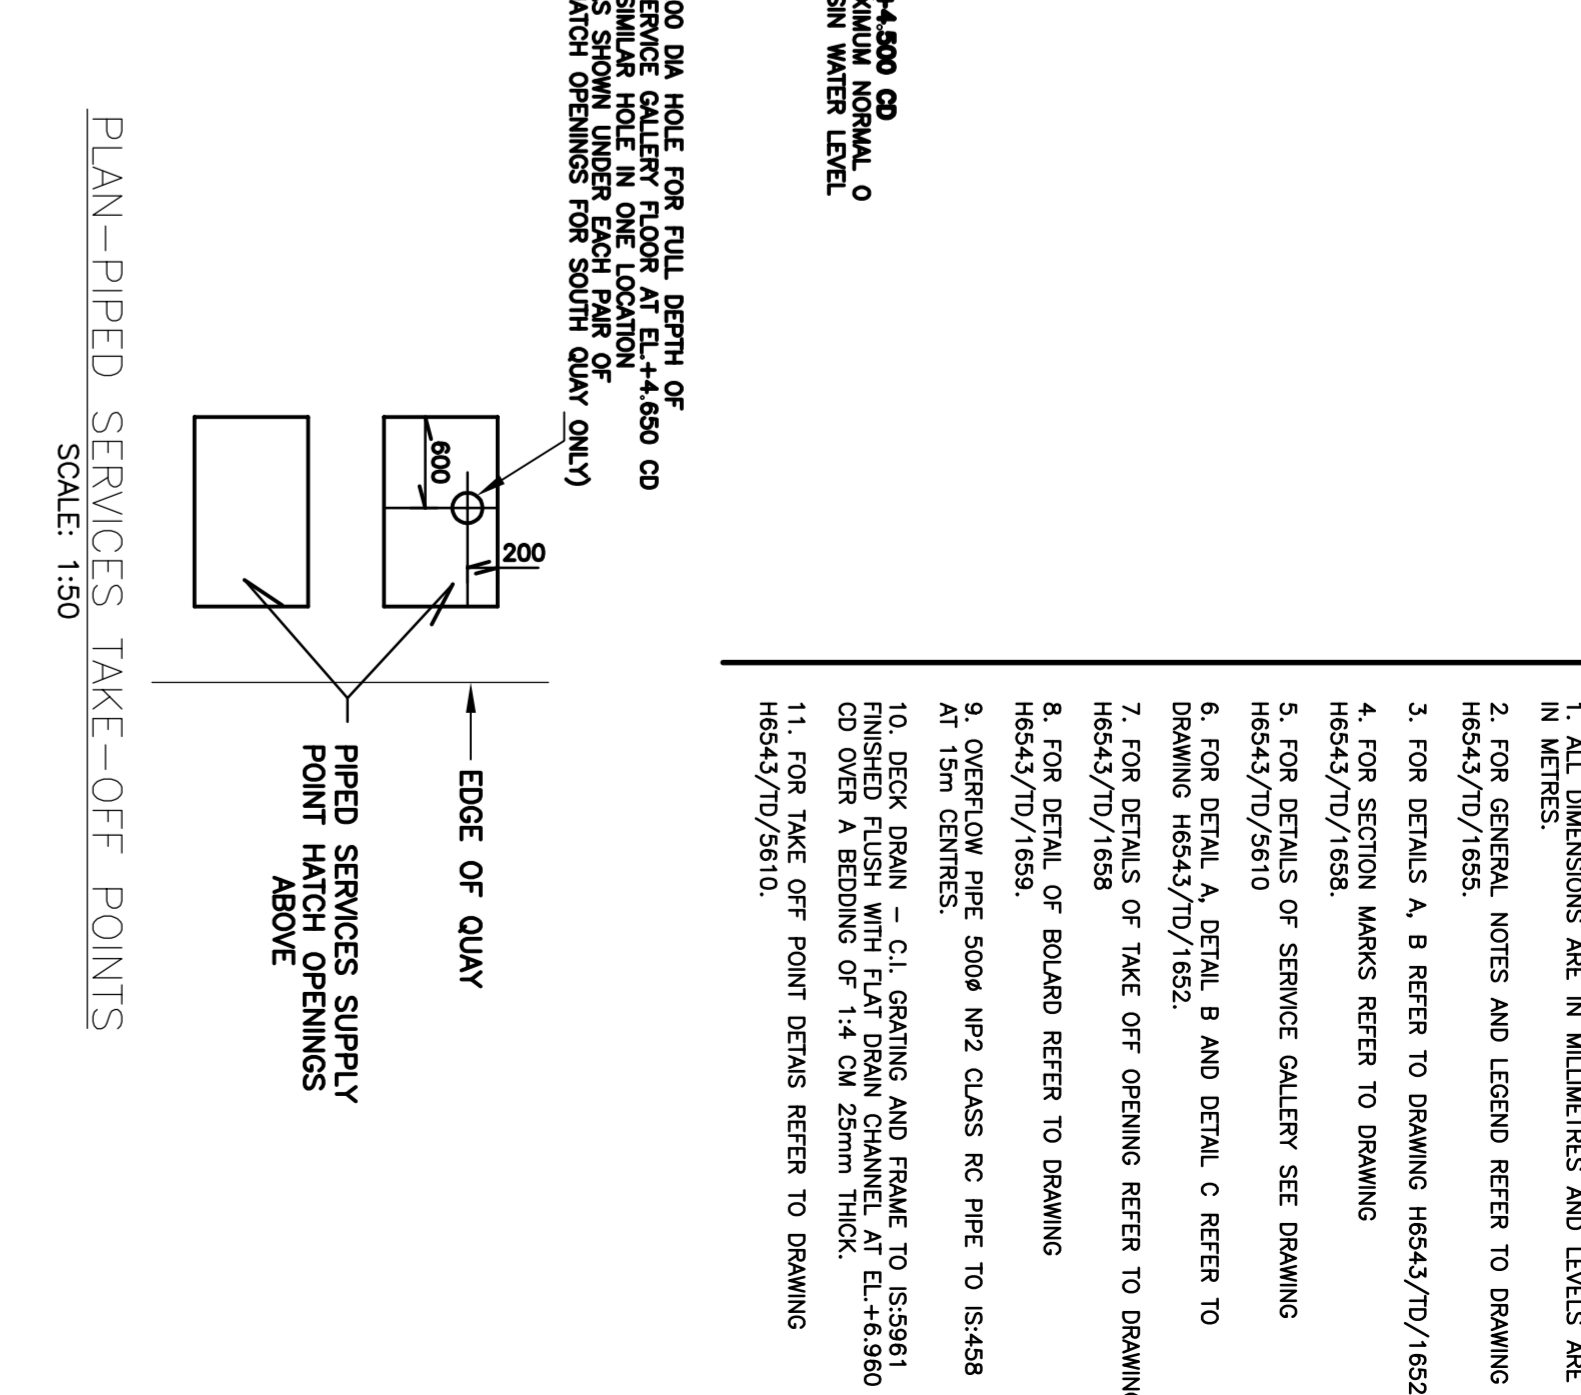 +4.500 CD
XIMUM NORMAL O
SIN WATER LEVEL
00 DIA HOLE FOR FULL DEPTH OF
ERVICE GALLERY FLOOR AT EL.+4.650 CD
SIMILAR HOLE IN ONE LOCATION
S SHOWN UNDER EACH PAIR OF
ATCH OPENINGS FOR SOUTH QUAY ONLY)
600
200
EDGE OF QUAY
PIPED SERVICES SUPPLY
POINT HATCH OPENINGS
ABOVE
PLAN-PIPED SERVICES TAKE-OFF POINTS
SCALE: 1:50
1. ALL DIMENSIONS ARE IN MILLIMETRES AND LEVELS ARE
IN METRES.
2. FOR GENERAL NOTES AND LEGEND REFER TO DRAWING
H6543/TD/1655.
3. FOR DETAILS A, B REFER TO DRAWING H6543/TD/1652
4. FOR SECTION MARKS REFER TO DRAWING
H6543/TD/1658.
5. FOR DETAILS OF SERIVCE GALLERY SEE DRAWING
H6543/TD/5610
6. FOR DETAIL A, DETAIL B AND DETAIL C REFER TO
DRAWING H6543/TD/1652.
7. FOR DETAILS OF TAKE OFF OPENING REFER TO DRAWING
H6543/TD/1658
8. FOR DETAIL OF BOLARD REFER TO DRAWING
H6543/TD/1659.
9. OVERFLOW PIPE 500ø NP2 CLASS RC PIPE TO IS:458
AT 15m CENTRES.
10. DECK DRAIN - C.I. GRATING AND FRAME TO IS:5961
FINISHED FLUSH WITH FLAT DRAIN CHANNEL AT EL.+6.960
CD OVER A BEDDING OF 1:4 CM 25mm THICK.
11. FOR TAKE OFF POINT DETAIS REFER TO DRAWING
H6543/TD/5610.